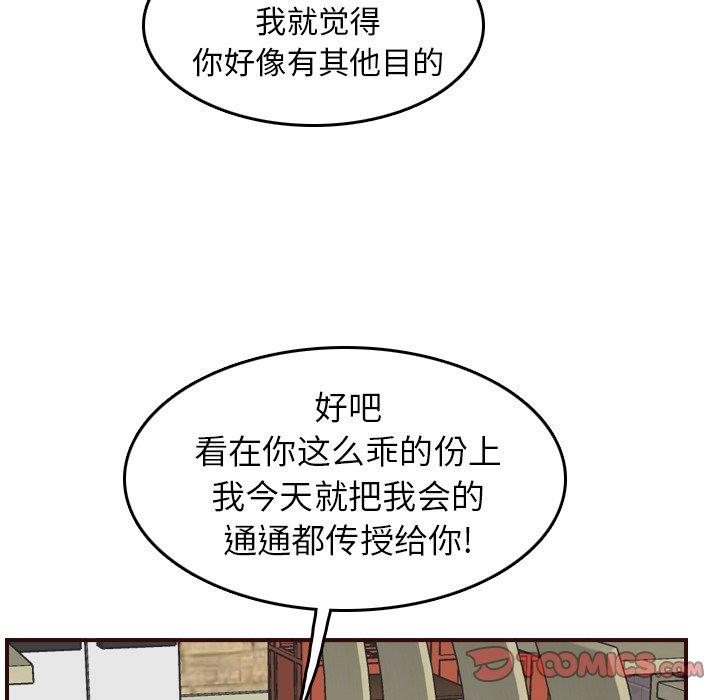 我就觉得
你好像有其他目的
好吧
看在你这么乖的份上
我今天就把我会的
通通都传授给你!
TOOMICS.COM